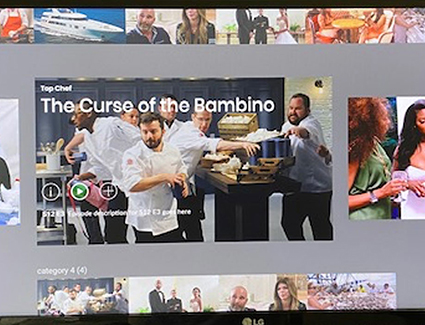 Top Chef
The Curse of the Bambino
S12 E3 Episode description for S12 E3 goes here
category 4 (4)
LG